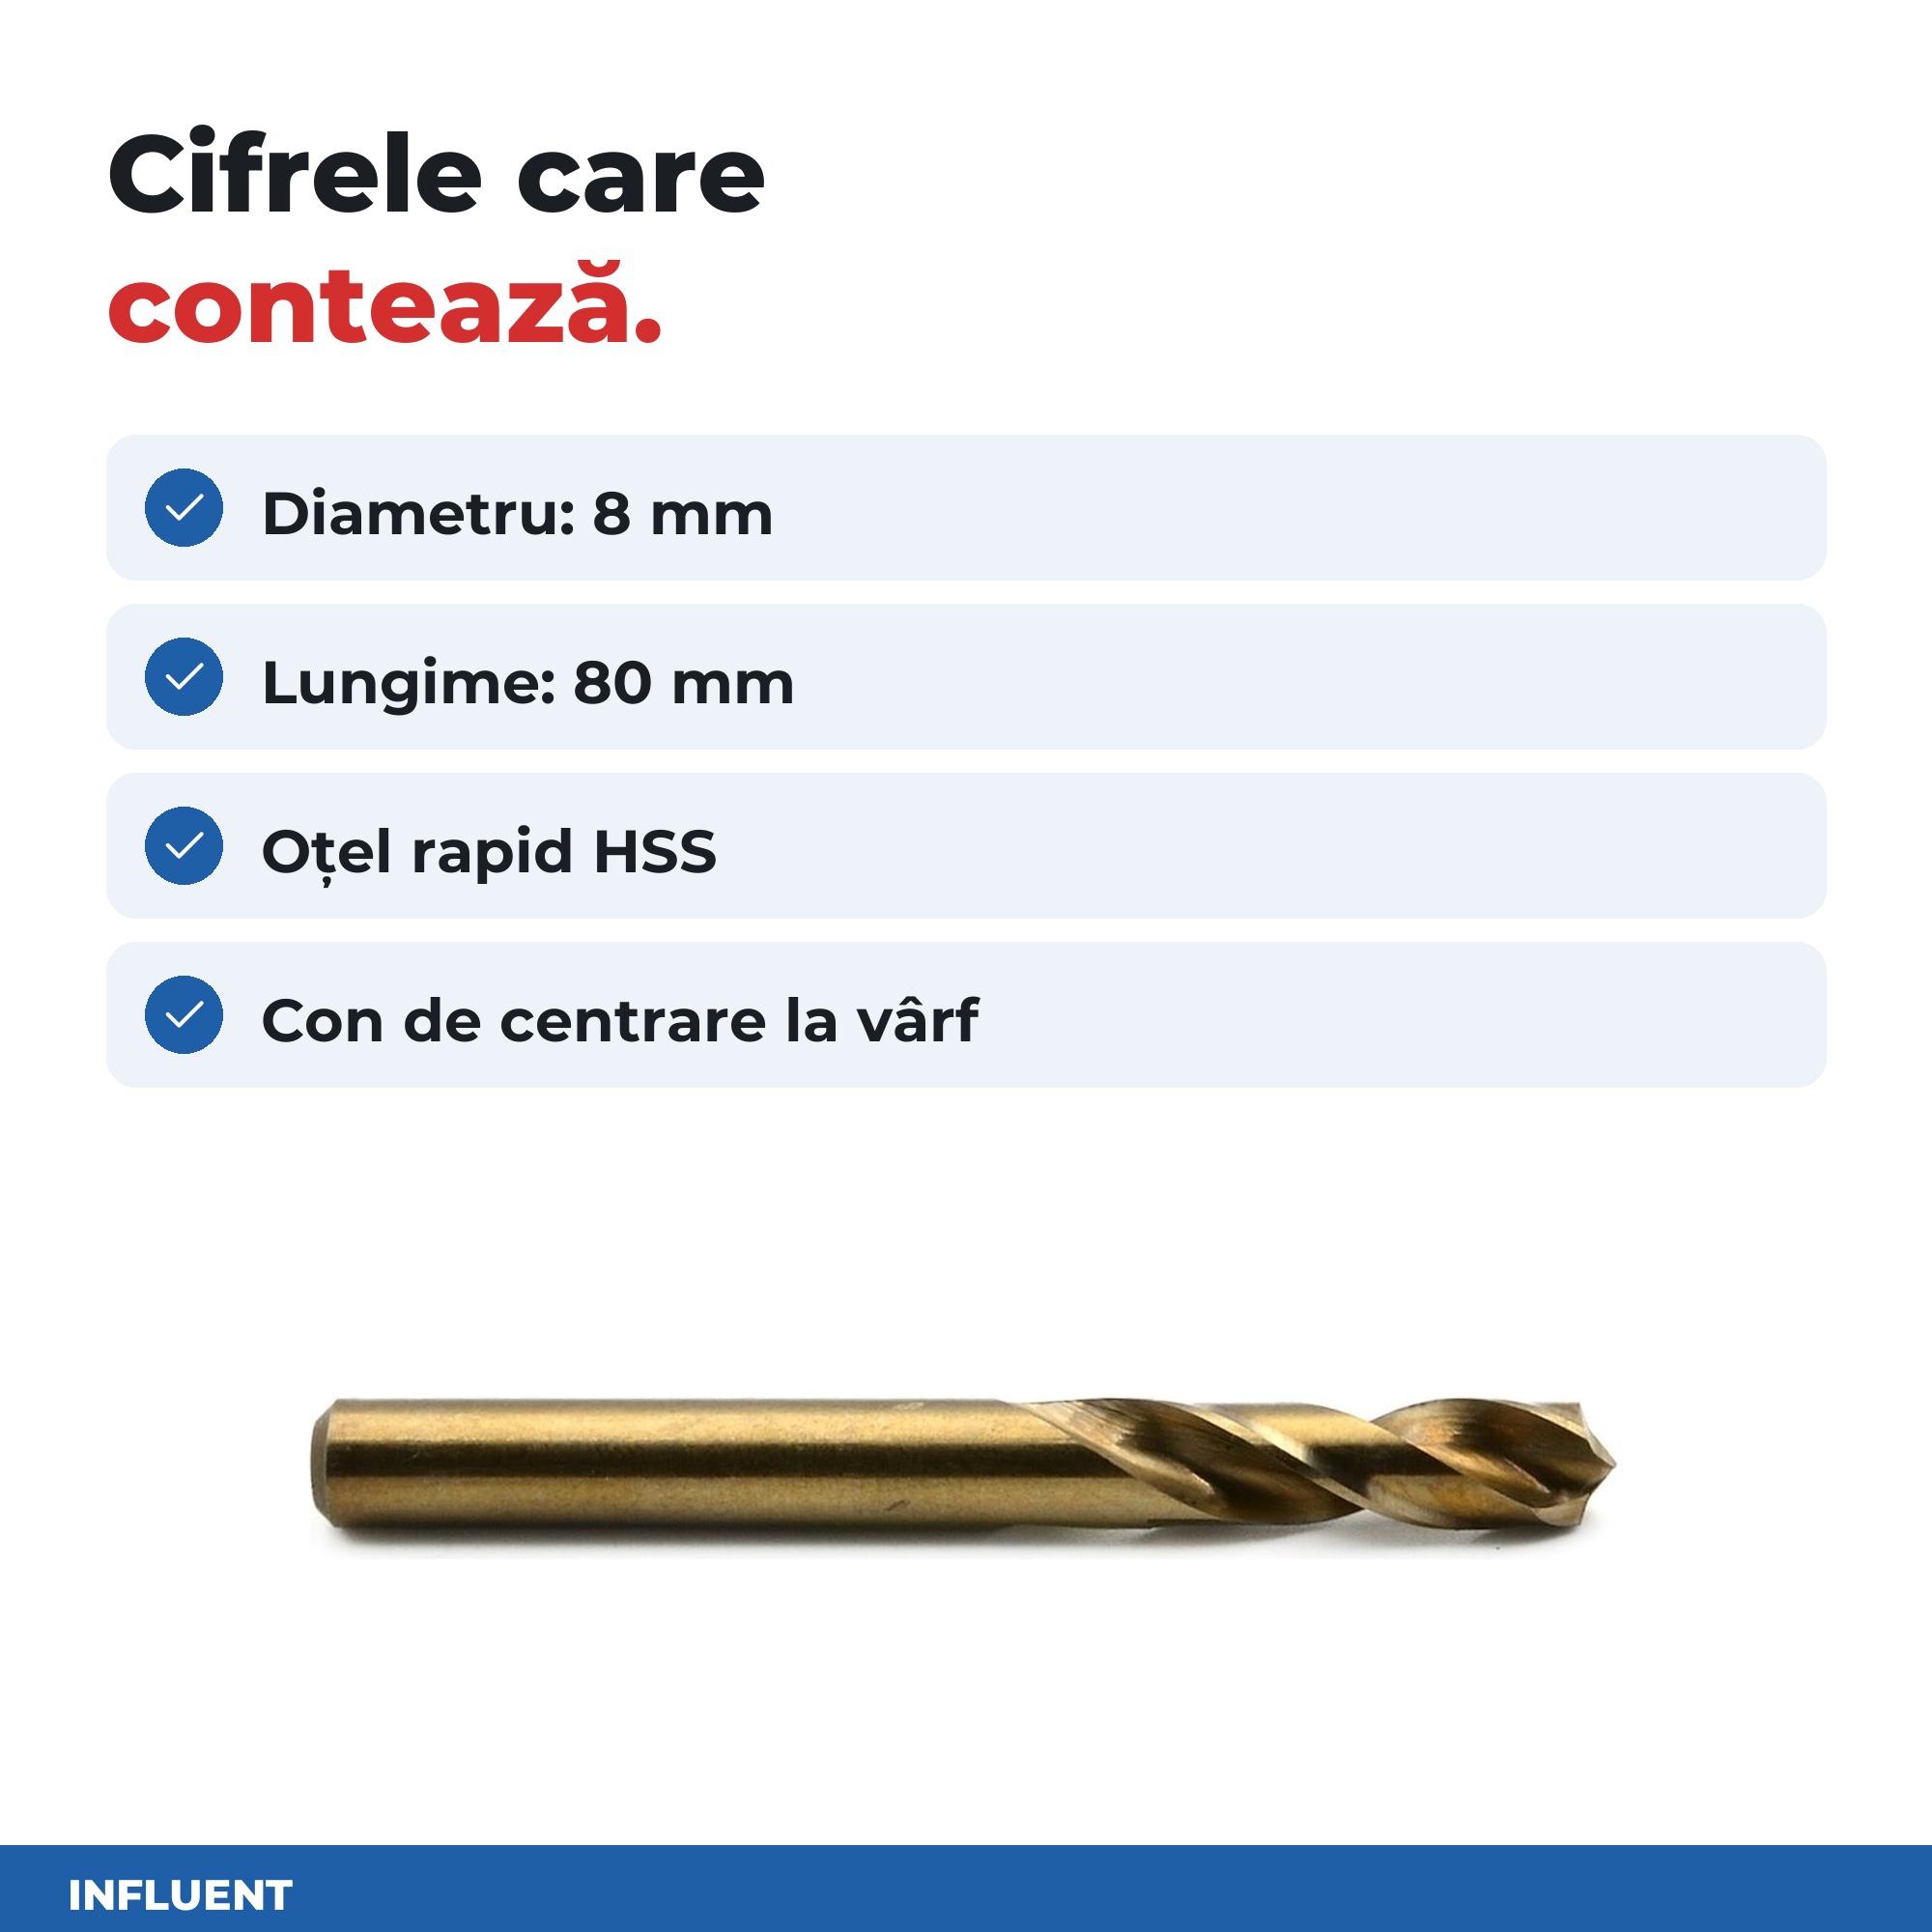 Cifrele care
contează.
Diametru: 8 mm
Lungime: 80 mm
Oțel rapid HSS
Con de centrare la vârf
INFLUENT